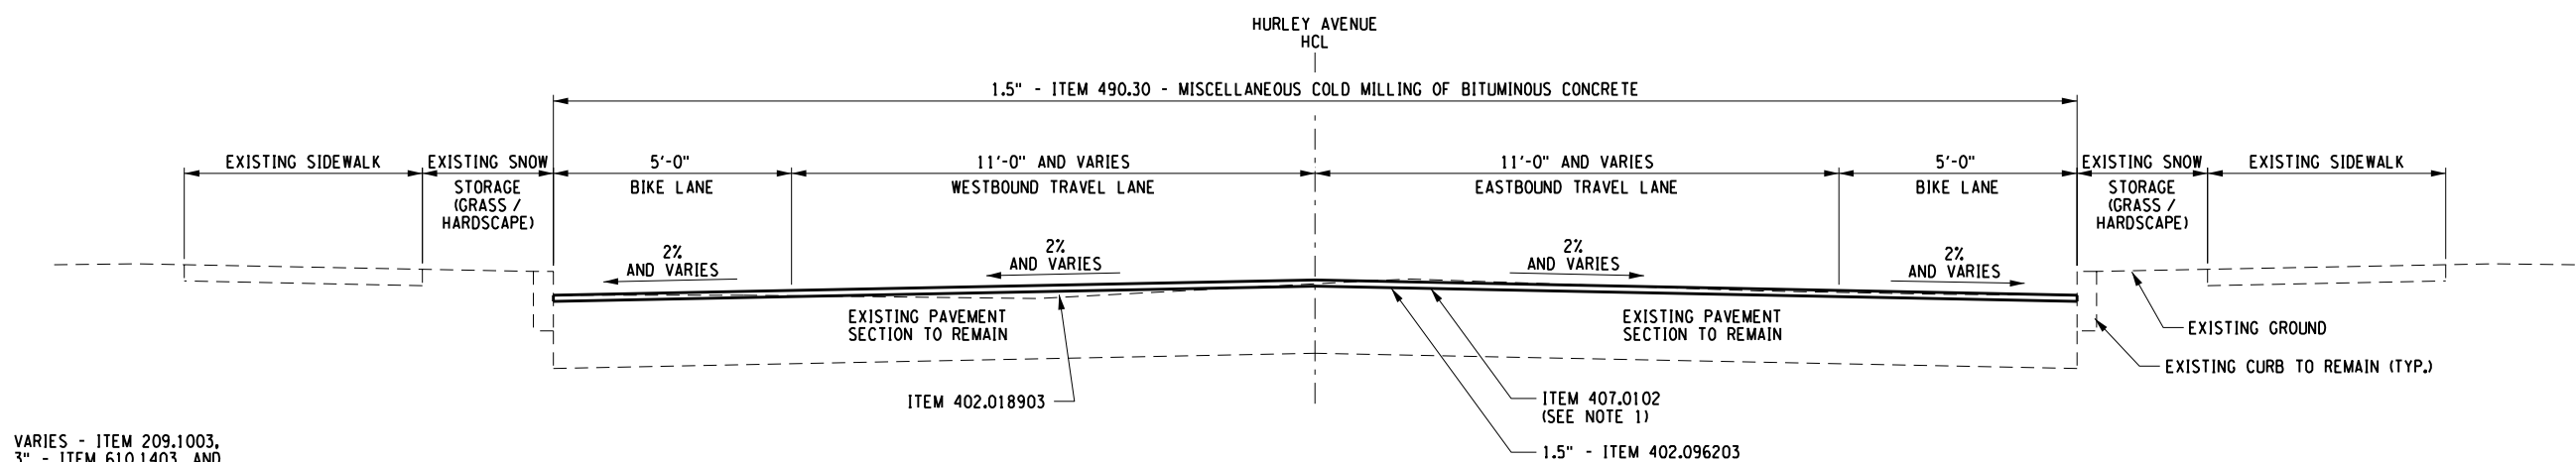 HURLEY AVENUE
HCL
1.5" - ITEM 490.30 - MISCELLANEOUS COLD MILLING OF BITUMINOUS CONCRETE
EXISTING SIDEWALK
EXISTING SNOW
STORAGE
(GRASS /
HARDSCAPE)
5'-0"
BIKE LANE
11'-0" AND VARIES
WESTBOUND TRAVEL LANE
11'-0" AND VARIES
EASTBOUND TRAVEL LANE
5'-0"
BIKE LANE
EXISTING SNOW
STORAGE
(GRASS /
HARDSCAPE)
EXISTING SIDEWALK
2%
AND VARIES
2%
AND VARIES
2%
AND VARIES
2%
AND VARIES
EXISTING PAVEMENT
SECTION TO REMAIN
EXISTING PAVEMENT
SECTION TO REMAIN
EXISTING GROUND
EXISTING CURB TO REMAIN (TYP.)
ITEM 402.018903
ITEM 407.0102
(SEE NOTE 1)
1.5" - ITEM 402.096203
VARIES - ITEM 209.1003,
3" - ITEM 610.1403, AND